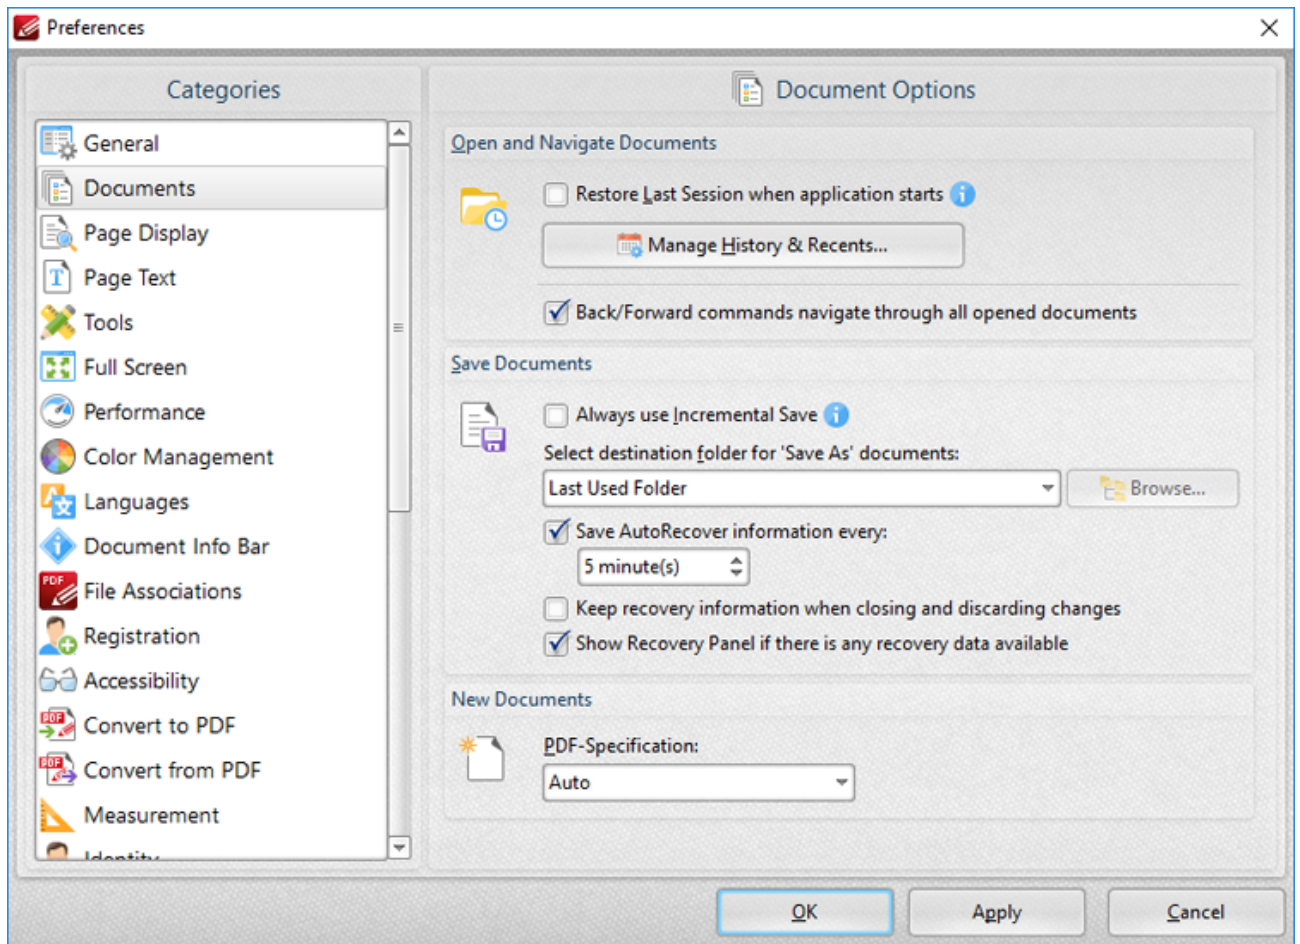 Preferences
Categories
General
Documents
Page Display
Page Text
Tools
Full Screen
Performance
Color Management
Languages
Document Info Bar
File Associations
Registration
Accessibility
Convert to PDF
Convert from PDF
Measurement
Identity
Document Options
Open and Navigate Documents
Restore Last Session when application starts
Manage History & Recents...
Back/Forward commands navigate through all opened documents
Save Documents
Always use Incremental Save
Select destination folder for 'Save As' documents:
Last Used Folder
Browse...
Save AutoRecover information every:
5 minute(s)
Keep recovery information when closing and discarding changes
Show Recovery Panel if there is any recovery data available
New Documents
PDF-Specification:
Auto
OK
Apply
Cancel